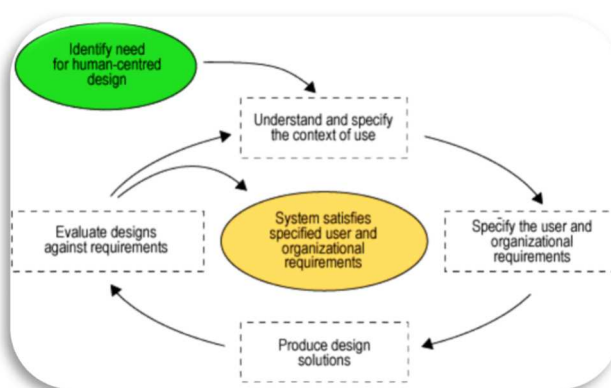 Identify need
for human-centred
design
Understand and specify
the context of use
Evaluate designs
against requirements
System satisfies
specified user and
organizational
requirements
Specify the user and
organizational
requirements
Produce design
solutions